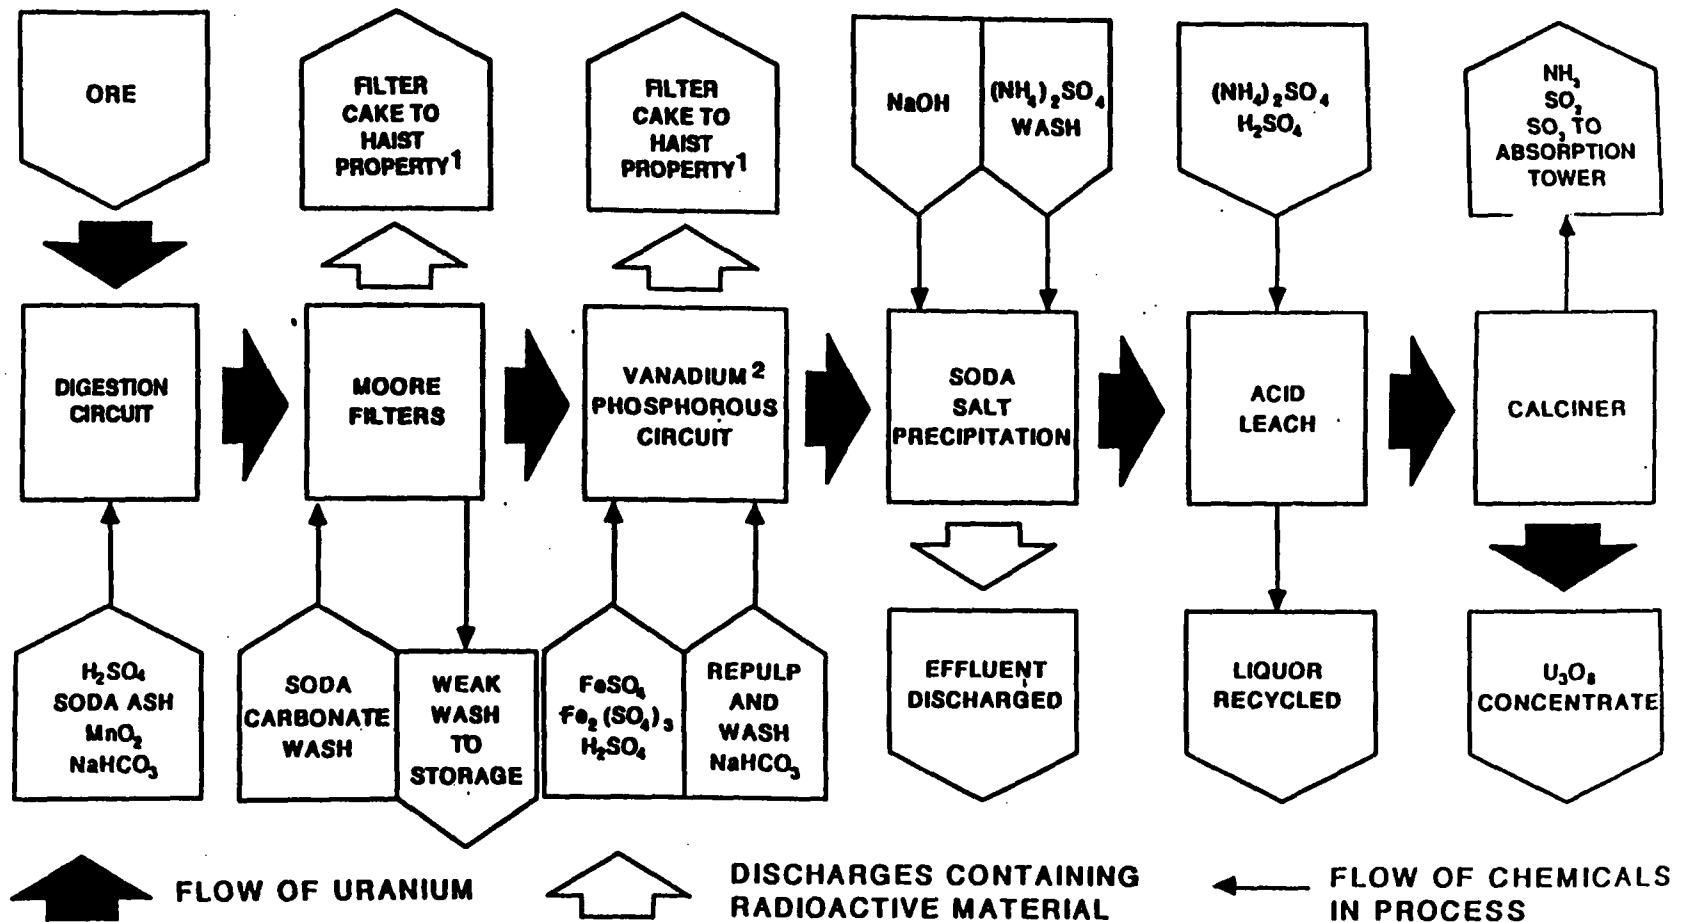 ORE
FILTER
CAKE TO
HAIST
PROPERTY¹
FILTER
CAKE TO
HAIST
PROPERTY¹
NaOH
(NH₄)₂SO₄
WASH
(NH₄)₂SO₄
H₂SO₄
NH₃
SO₂
SO₃ TO
ABSORPTION
TOWER
DIGESTION
CIRCUIT
MOORE
FILTERS
VANADIUM²
PHOSPHOROUS
CIRCUIT
SODA
SALT
PRECIPITATION
ACID
LEACH
CALCINER
H₂SO₄
SODA ASH
MnO₂
NaHCO₃
SODA
CARBONATE
WASH
WEAK
WASH
TO
STORAGE
FeSO₄
Fe₂(SO₄)₃
H₂SO₄
REPULP
AND
WASH
NaHCO₃
EFFLUENT
DISCHARGED
LIQUOR
RECYCLED
U₃O₈
CONCENTRATE
FLOW OF URANIUM
DISCHARGES CONTAINING
RADIOACTIVE MATERIAL
FLOW OF CHEMICALS
IN PROCESS